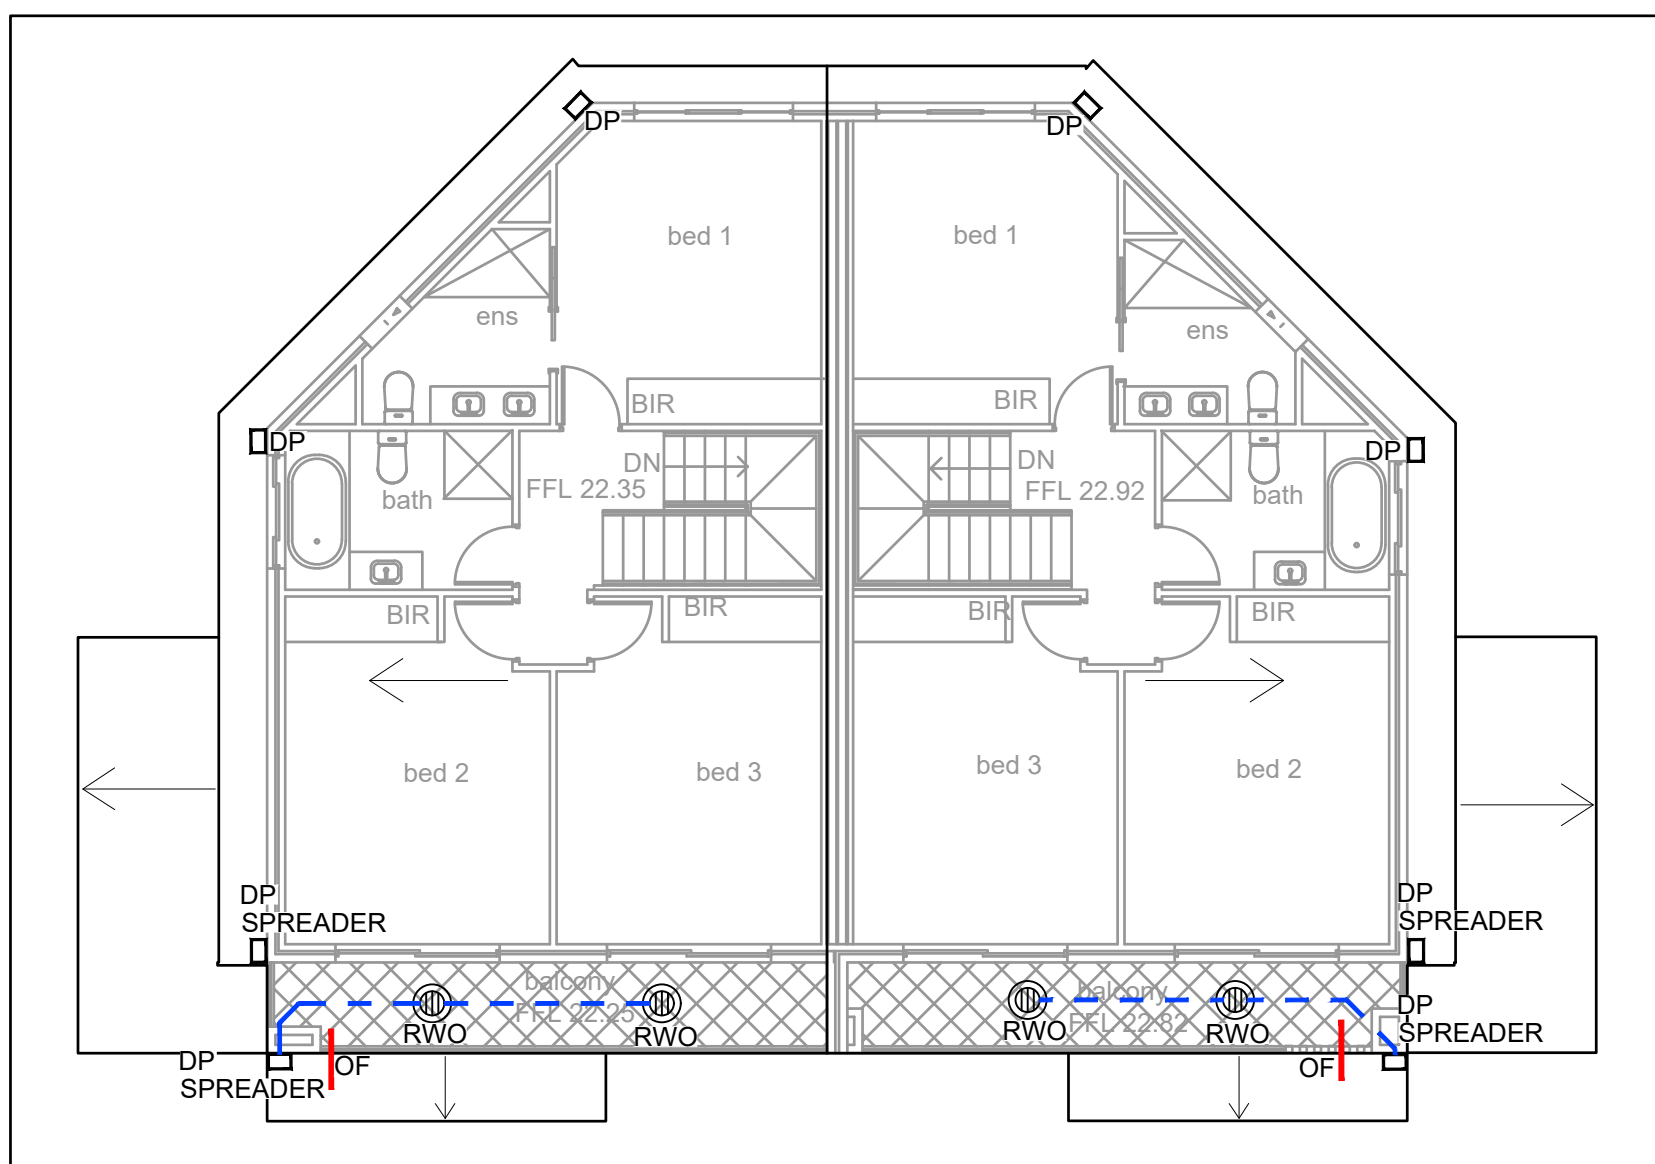 DP
DP
bed 1
bed 1
ens
ens
BIR
BIR
DP
DP
DN
DN
FFL 22.35
FFL 22.92
bath
bath
BIR
BIR
BIR
BIR
bed 2
bed 3
bed 3
bed 2
DP
SPREADER
DP
SPREADER
balcony
FFL 22.25
balcony
FFL 22.82
RWO
RWO
RWO
RWO
DP
SPREADER
DP
SPREADER
OF
OF